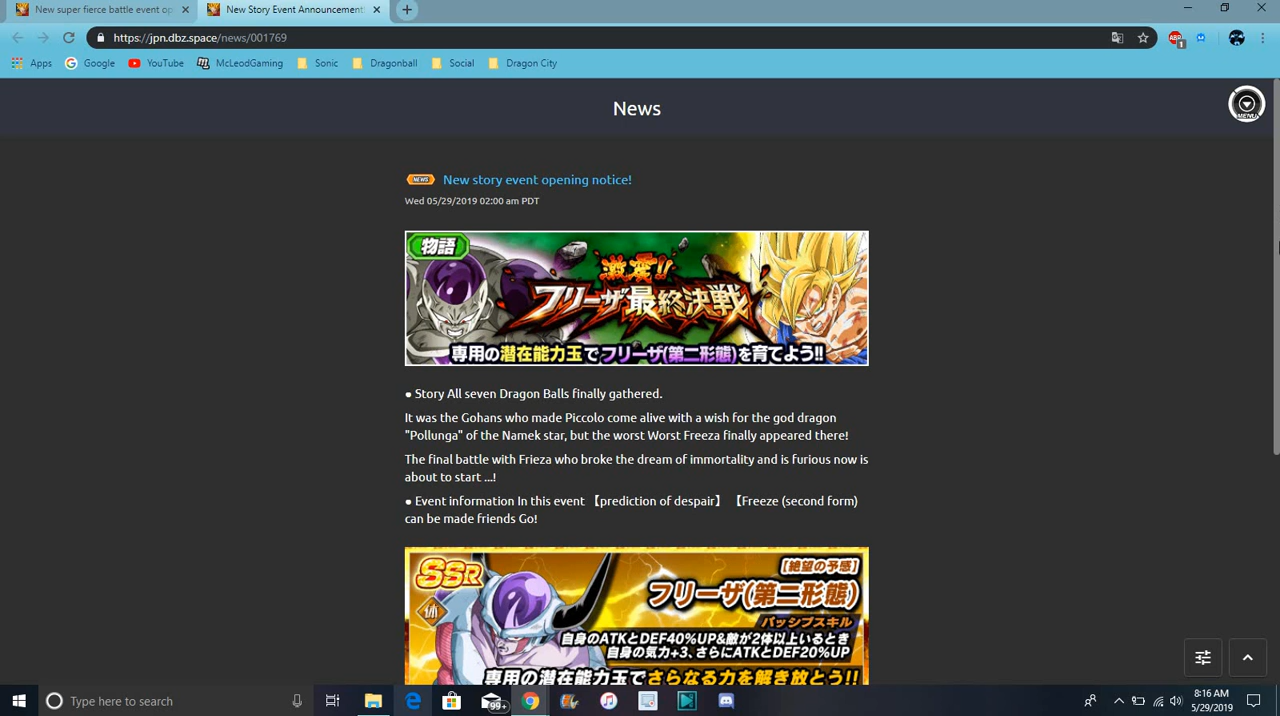 New super fierce battle event op
New Story Event Announcement!
https://jpn.dbz.space/news/001769
ABP
1
Apps
Google
YouTube
McLeodGaming
Sonic
Dragonball
Social
Dragon City
News
MENU
NEWS
New story event opening notice!
Wed 05/29/2019 02:00 am PDT
物語
激震!!
フリーザ最終決戦
専用の潜在能力玉でフリーザ(第二形態)を育てよう!!
● Story All seven Dragon Balls finally gathered.
It was the Gohans who made Piccolo come alive with a wish for the god dragon
"Pollunga" of the Namek star, but the worst Worst Freeza finally appeared there!
The final battle with Frieza who broke the dream of immortality and is furious now is
about to start ...!
● Event information In this event 【prediction of despair】 【Freeze (second form)
can be made friends Go!
SSR
[絶望の予感]
フリーザ(第二形態)
パッシブスキル
自身のATKとDEF40%UP&敵が2体以上いるとき
自身の気力+3、さらにATKとDEF20%UP
専用の潜在能力玉でさらなる力を解き放とう!!
Type here to search
99+
8:16 AM
5/29/2019